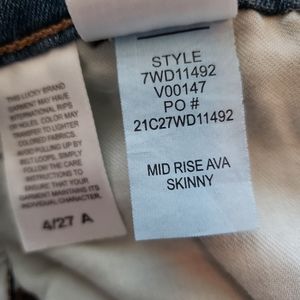 THIS LUCKY BRAND
GARMENT MAY HAVE
INTENTIONAL RIPS
OR HOLES. COLOR MAY
TRANSFER TO LIGHTER
COLORED FABRICS.
AVOID PULLING UP BY
BELT LOOPS. SIMPLY
FOLLOW THE CARE
INSTRUCTIONS TO
ENSURE THAT YOUR
GARMENT MAINTAINS ITS
INDIVIDUAL CHARACTER.
4/27 A
STYLE
7WD11492
V00147
PO #
21C27WD11492
MID RISE AVA
SKINNY